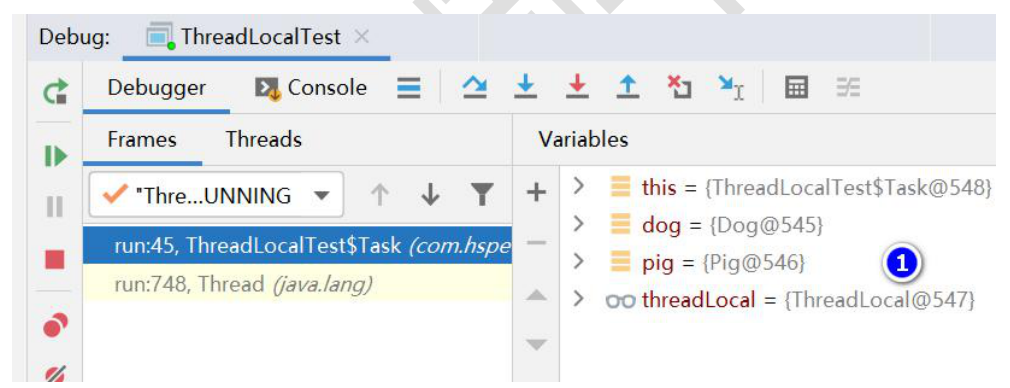 Debug: ThreadLocalTest
Debugger Console
Frames Threads
Variables
"Thre...UNNING
run:45, ThreadLocalTest$Task (com.hspe
run:748, Thread (java.lang)
this = {ThreadLocalTest$Task@548}
dog = {Dog@545}
pig = {Pig@546}
1
threadLocal = {ThreadLocal@547}